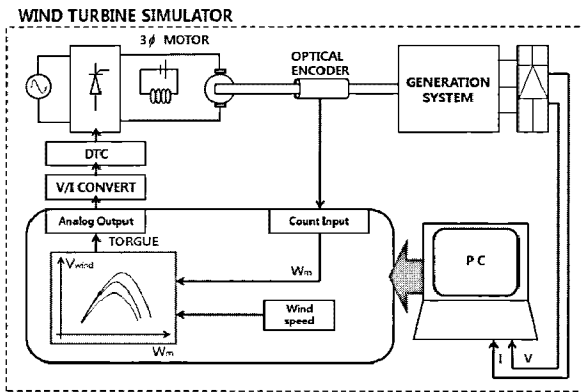 WIND TURBINE SIMULATOR
3ϕ MOTOR
OPTICAL
ENCODER
GENERATION
SYSTEM
DTC
V/I CONVERT
Analog Output
Count Input
TORGUE
Vwind
Wm
Wm
Wind
speed
PC
I V